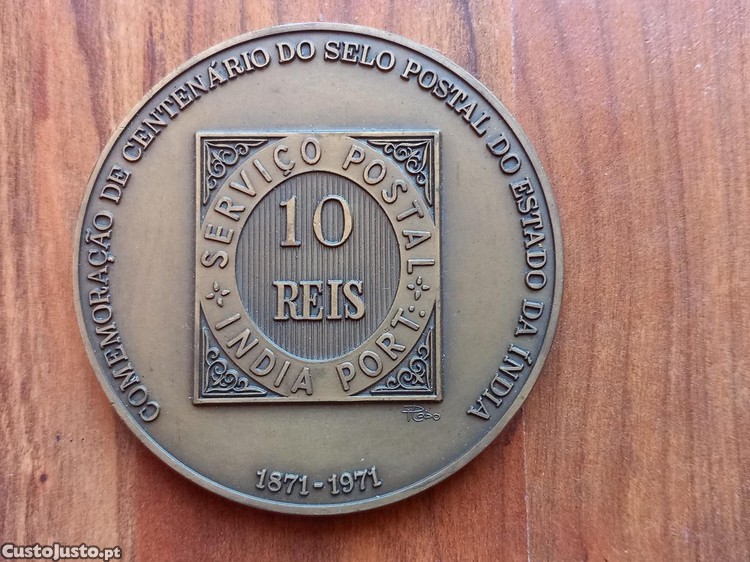 COMEMORAÇÃO DE CENTENÁRIO DO SELO POSTAL DO ESTADO DA ÍNDIA
SERVIÇO POSTAL
10
REIS
INDIA PORT.
1871-1971
CustoJusto.pt